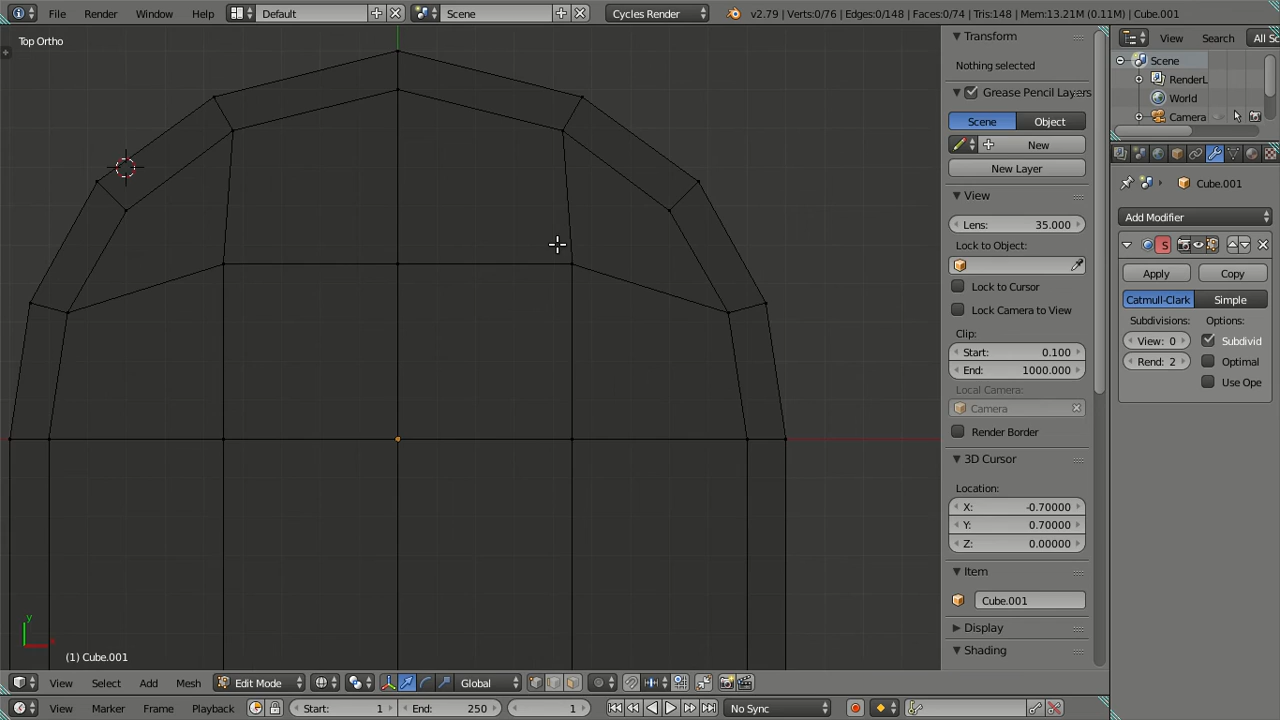 File Render Window Help Default Scene Cycles Render v2.79 | Verts:0/76 | Edges:0/148 | Faces:0/74 | Tris:148 | Mem:13.21M (0.11M) | Cube.001
Top Ortho
Transform
Nothing selected
Grease Pencil Layers
Scene Object
New
New Layer
View
Lens: 35.000
Lock to Object:
Lock to Cursor
Lock Camera to View
Clip:
Start: 0.100
End: 1000.000
Local Camera:
Camera
Render Border
3D Cursor
Location:
X: -0.70000
Y: 0.70000
Z: 0.00000
Item
Cube.001
Display
Shading
View Search All Sc
Scene
RenderL
World
Camera
Cube.001
Add Modifier
S
Apply Copy
Catmull-Clark Simple
Subdivisions: Options:
View: 0 Subdivid
Rend: 2 Optimal
Use Ope
y
(1) Cube.001
View Select Add Mesh Edit Mode Global
View Marker Frame Playback Start: 1 End: 250 1 No Sync